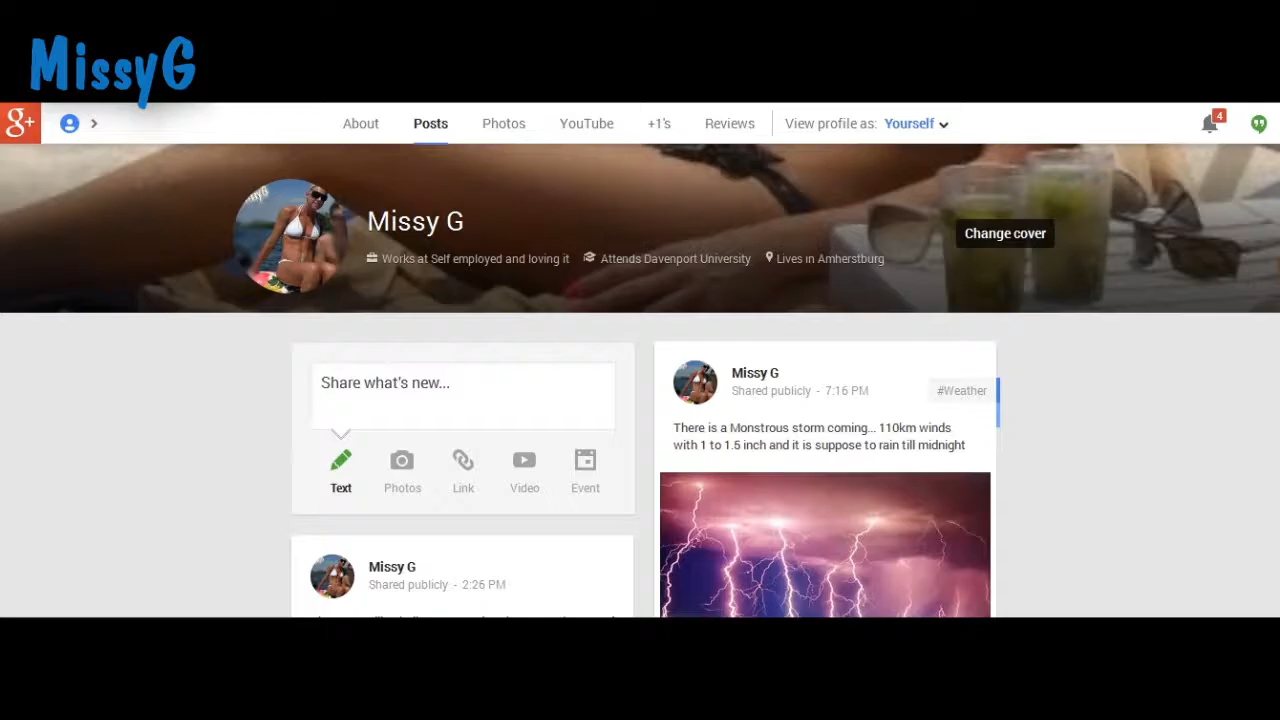 MissyG
g+
About Posts Photos YouTube +1's Reviews View profile as: Yourself 4
Missy G
Change cover
Works at Self employed and loving it Attends Davenport University Lives in Amherstburg
Share what's new...
Text Photos Link Video Event
Missy G
Shared publicly - 2:26 PM
Missy G
Shared publicly - 7:16 PM
#Weather
There is a Monstrous storm coming... 110km winds
with 1 to 1.5 inch and it is suppose to rain till midnight